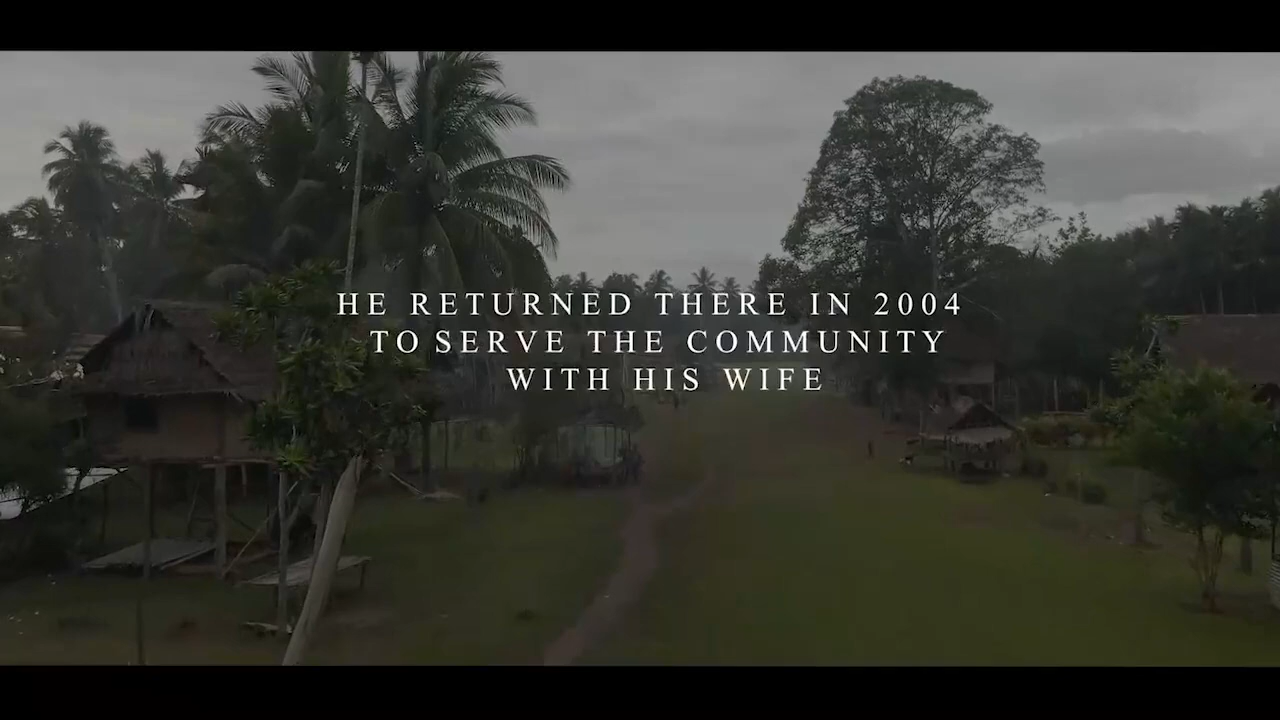 HE RETURNED THERE IN 2004
TO SERVE THE COMMUNITY
WITH HIS WIFE